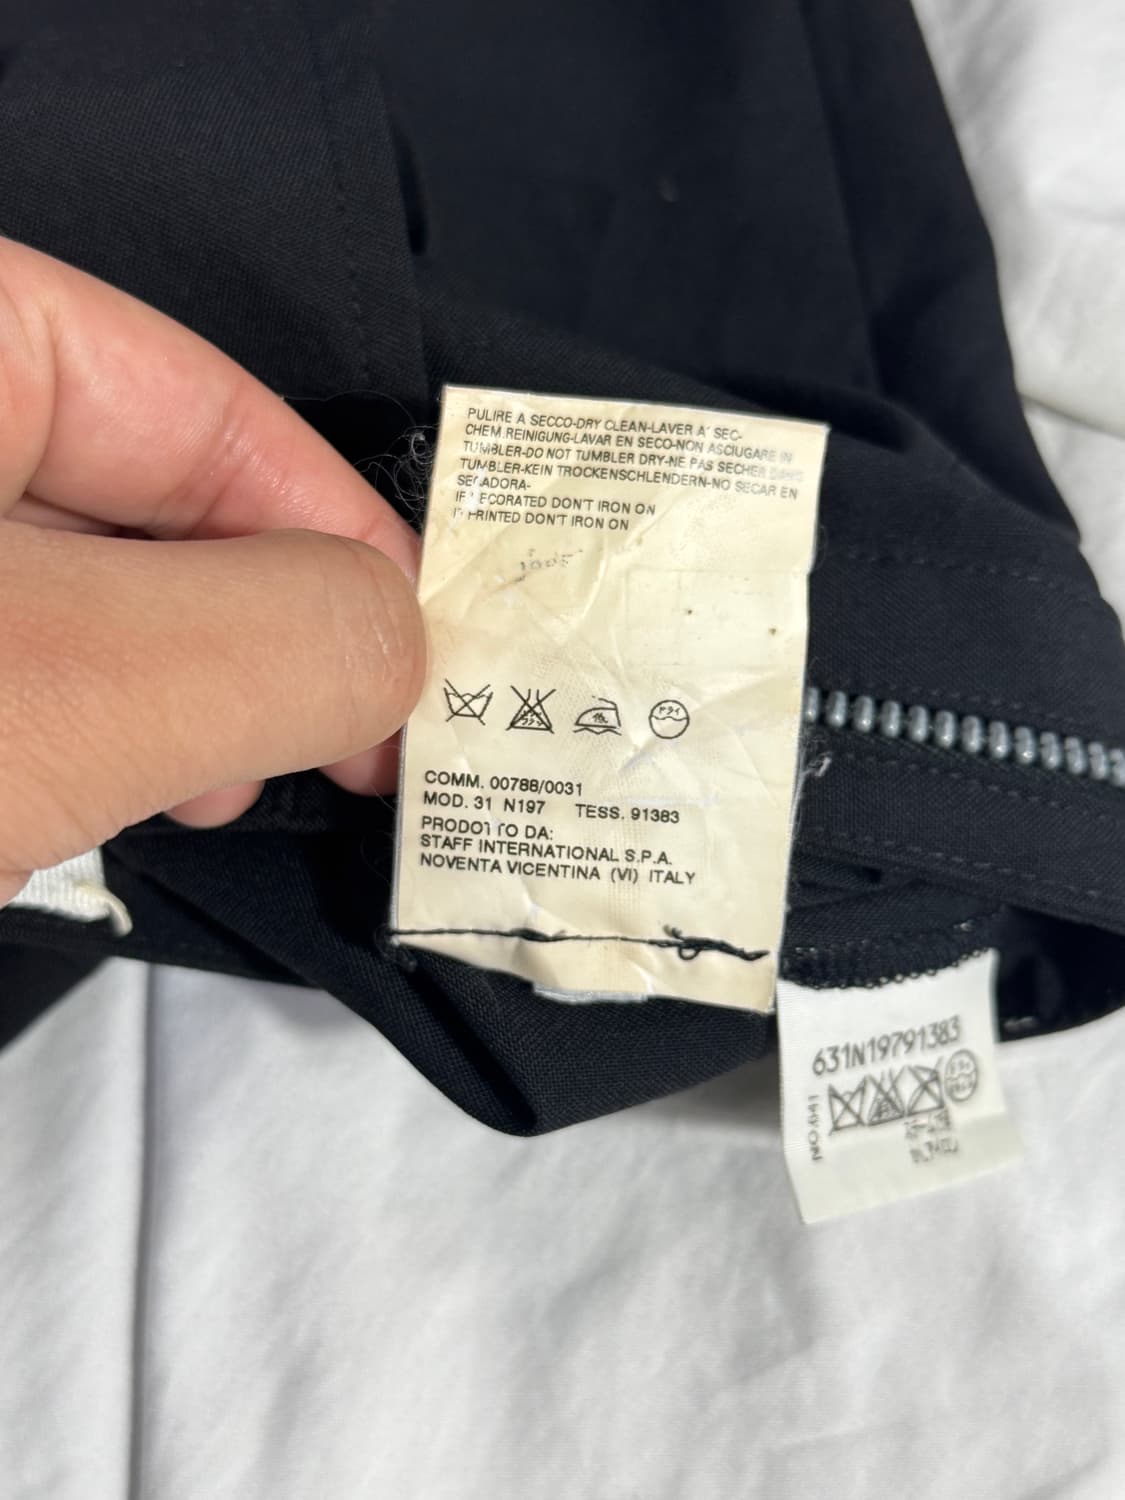 PULIRE A SECCO-DRY CLEAN-LAVER A' SEC-
CHEM.REINIGUNG-LAVAR EN SECO-NON ASCIUGARE IN
TUMBLER-DO NOT TUMBLER DRY-NE PAS SECHER DANS
TUMBLER-KEIN TROCKENSCHLENDERN-NO SECAR EN
SECADORA-
IF DECORATED DON'T IRON ON
IF PRINTED DON'T IRON ON
ドライ
COMM. 00788/0031
MOD. 31 N197 TESS. 91383
PRODOTTO DA:
STAFF INTERNATIONAL S.P.A.
NOVENTA VICENTINA (VI) ITALY
631N19791383